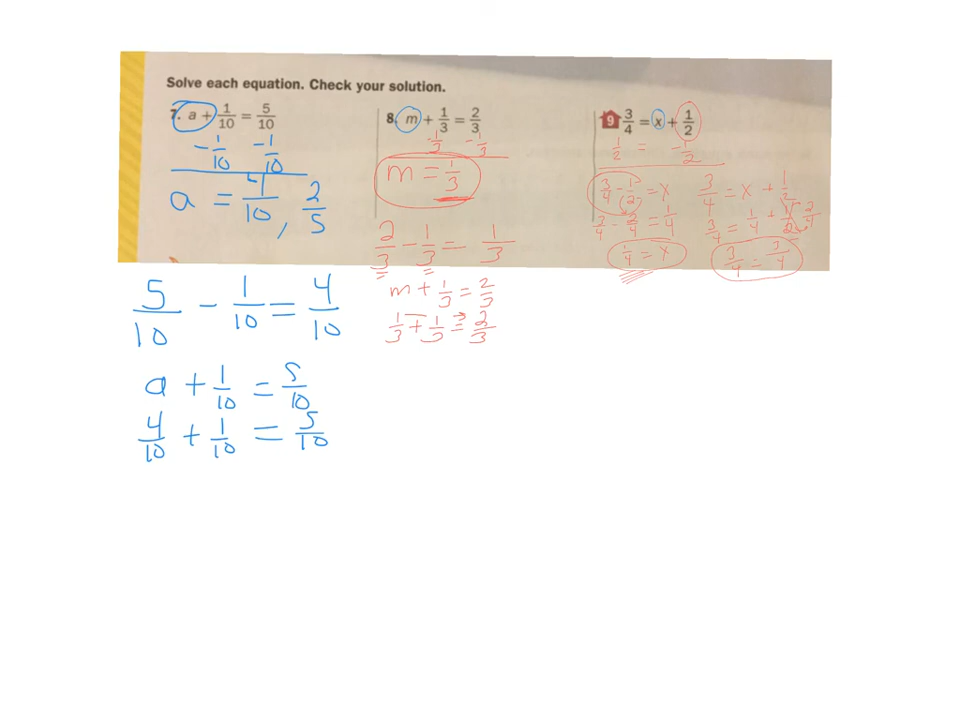 Solve each equation. Check your solution.
7. a + 1/10 = 5/10
- 1/10 - 1/10
a = 4/10, 2/5
5/10 - 1/10 = 4/10
a + 1/10 = 5/10
4/10 + 1/10 = 5/10
8. m + 1/3 = 2/3
- 1/3 - 1/3
m = 1/3
2/3 - 1/3 = 1/3
m + 1/3 = 2/3
1/3 + 1/3 = 2/3
9 3/4 = x + 1/2
1/2 = - 1/2
3/4 - 1/2 = x
3/4 - 2/4 = 1/4
1/4 = x
3/4 = x + 1/2
3/4 = 1/4 + 1/2 2/4
3/4 = 3/4